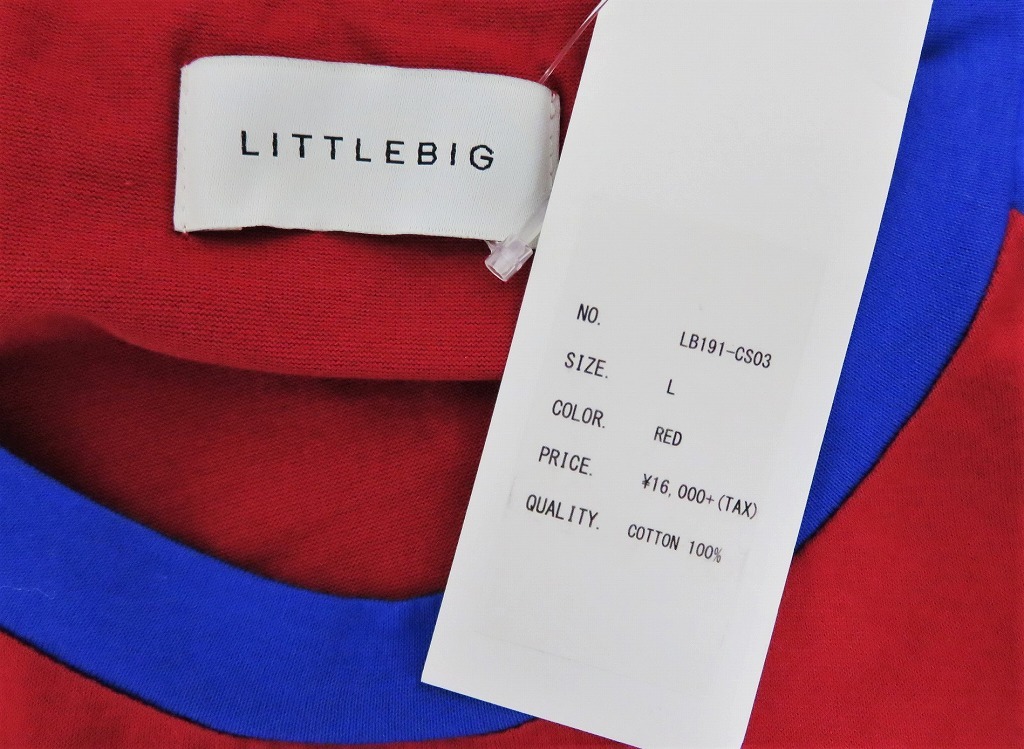 LITTLEBIG
NO. LB191-CS03
SIZE. L
COLOR. RED
PRICE. ¥16,000+(TAX)
QUALITY. COTTON 100%